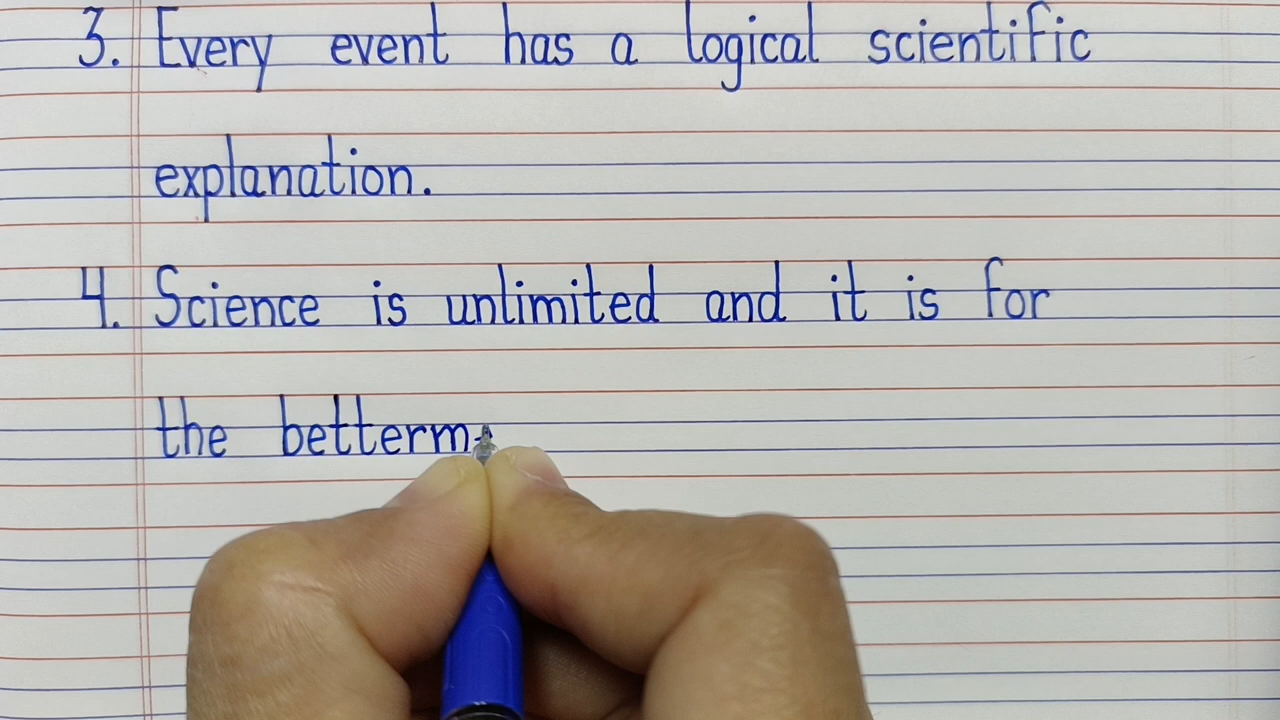 3. Every event has a logical scientific
explanation.
4. Science is unlimited and it is for
the betterm